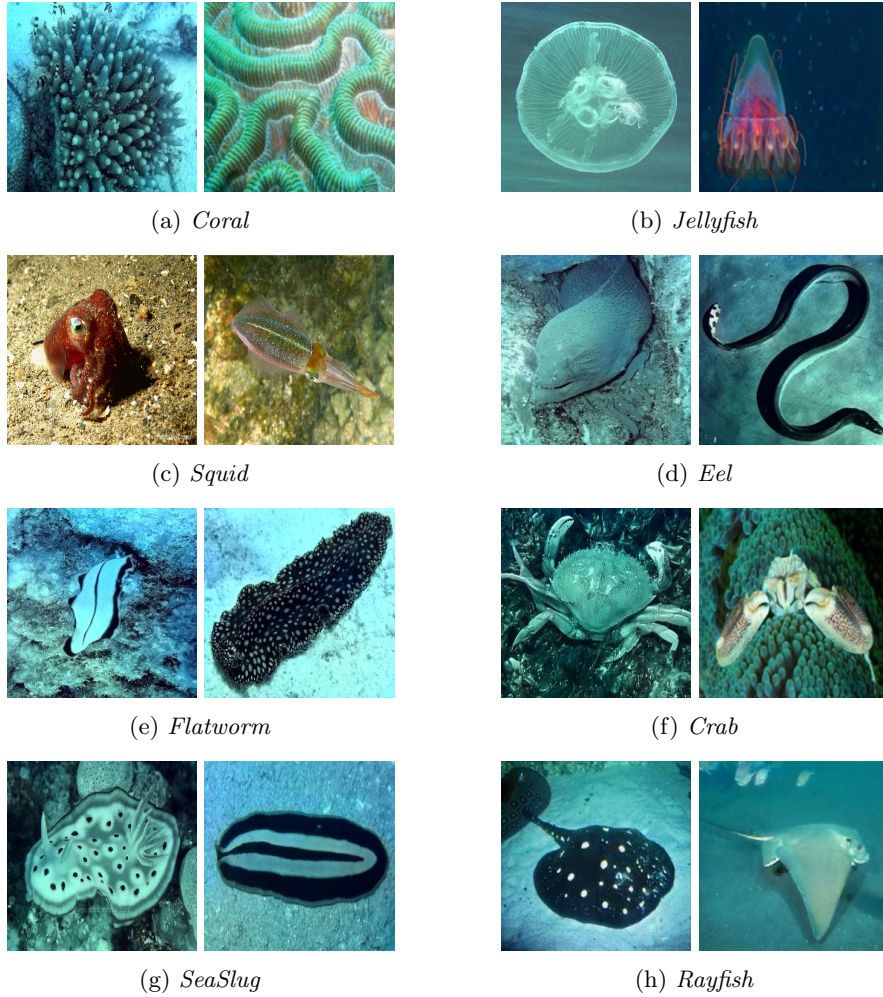 (a) Coral
(b) Jellyfish
(c) Squid
(d) Eel
(e) Flatworm
(f) Crab
(g) SeaSlug
(h) Rayfish